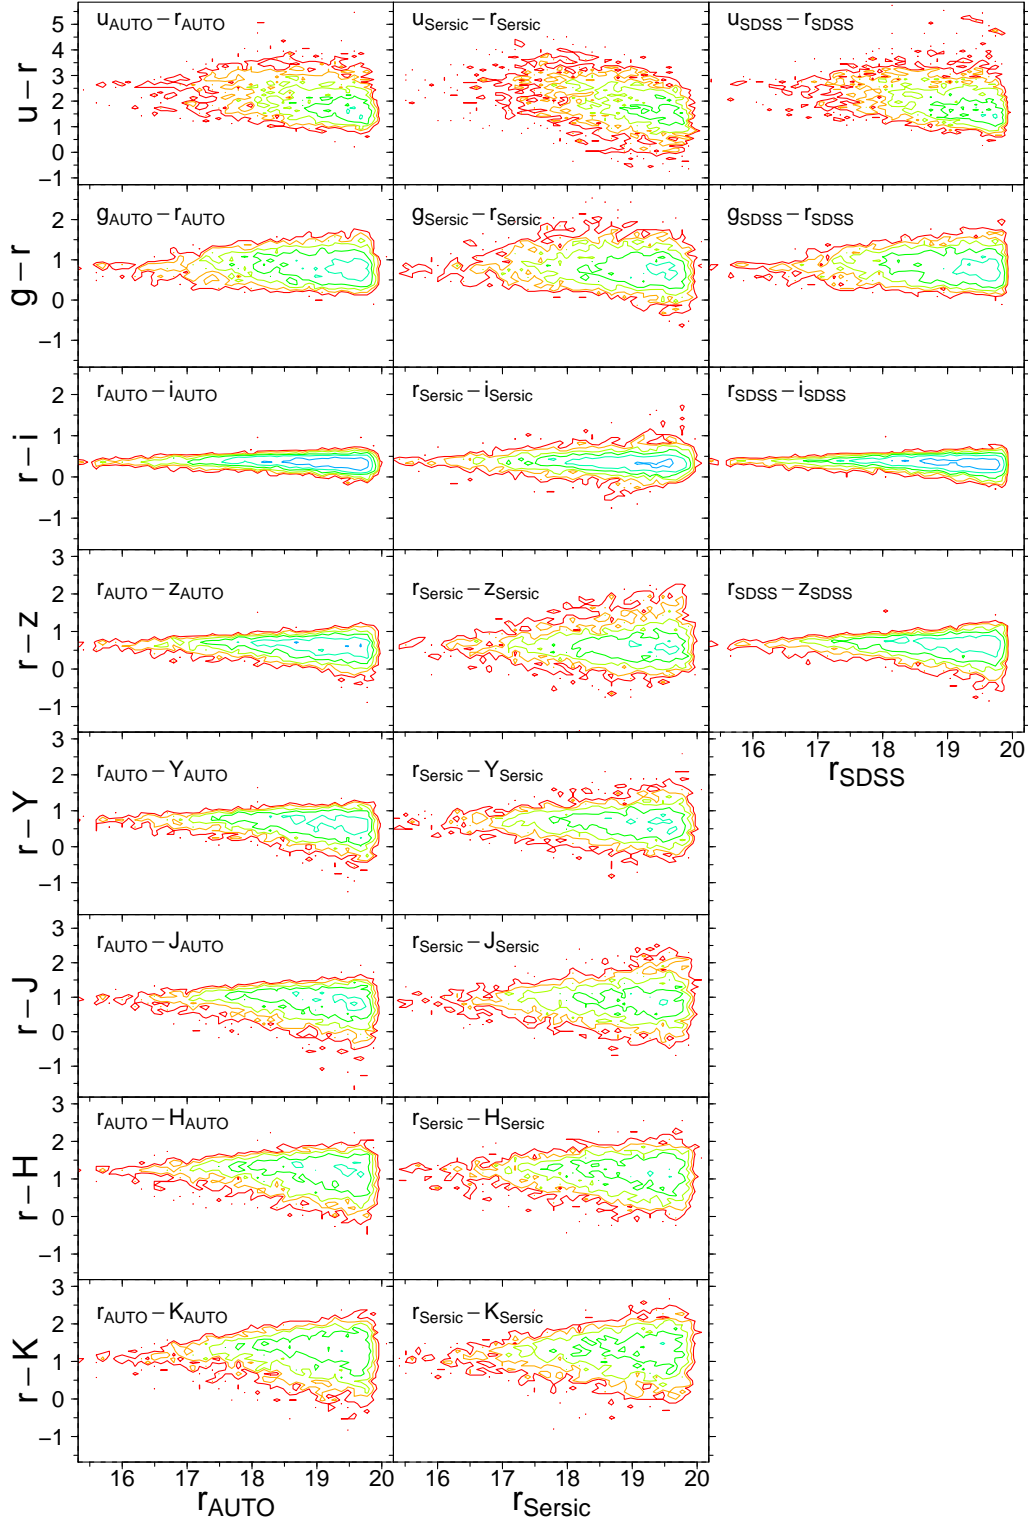 u_AUTO − r_AUTO
u_Sersic − r_Sersic
u_SDSS − r_SDSS
u−r
5
4
3
2
1
0
−1
g_AUTO − r_AUTO
g_Sersic − r_Sersic
g_SDSS − r_SDSS
g−r
2
1
0
−1
r_AUTO − i_AUTO
r_Sersic − i_Sersic
r_SDSS − i_SDSS
r−i
2
1
0
−1
r_AUTO − z_AUTO
r_Sersic − z_Sersic
r_SDSS − z_SDSS
r−z
3
2
1
0
−1
16 17 18 19 20
r_SDSS
r_AUTO − Y_AUTO
r_Sersic − Y_Sersic
r−Y
3
2
1
0
−1
r_AUTO − J_AUTO
r_Sersic − J_Sersic
r−J
3
2
1
0
−1
r_AUTO − H_AUTO
r_Sersic − H_Sersic
r−H
3
2
1
0
−1
r_AUTO − K_AUTO
r_Sersic − K_Sersic
r−K
3
2
1
0
−1
16 17 18 19 20
16 17 18 19 20
r_AUTO
r_Sersic